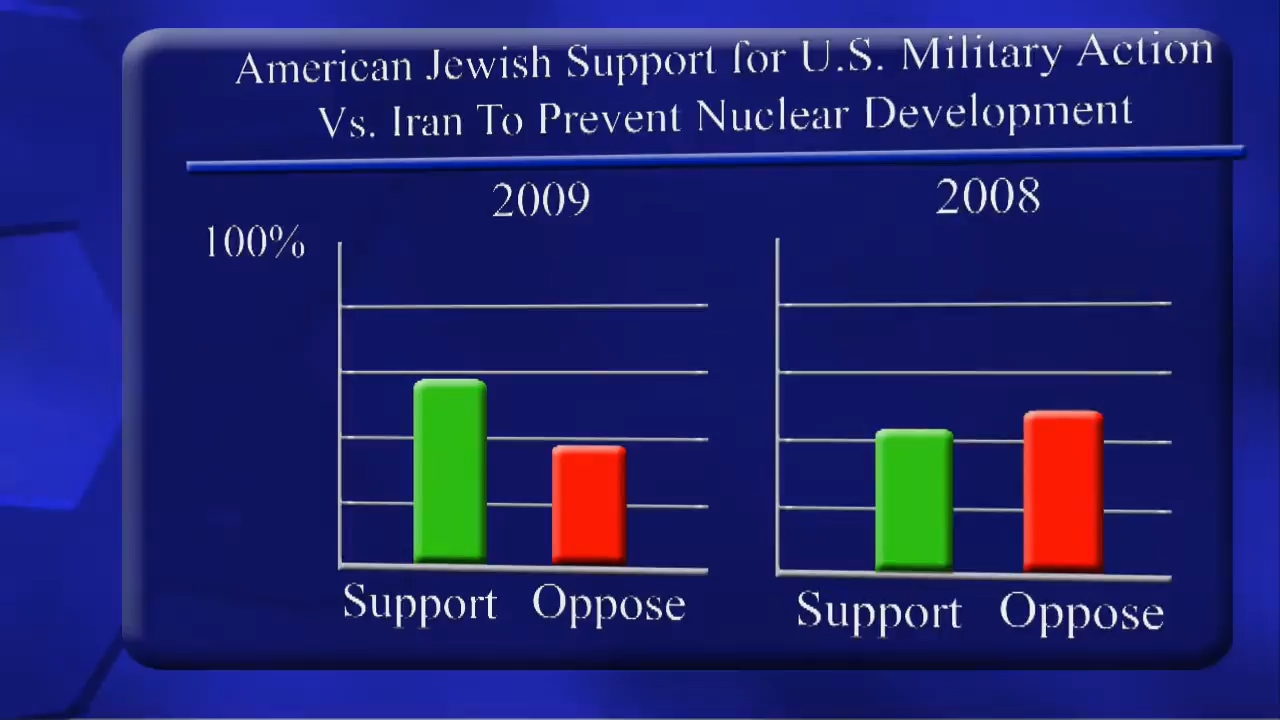 American Jewish Support for U.S. Military Action
Vs. Iran To Prevent Nuclear Development
2009
2008
100%
Support Oppose
Support Oppose